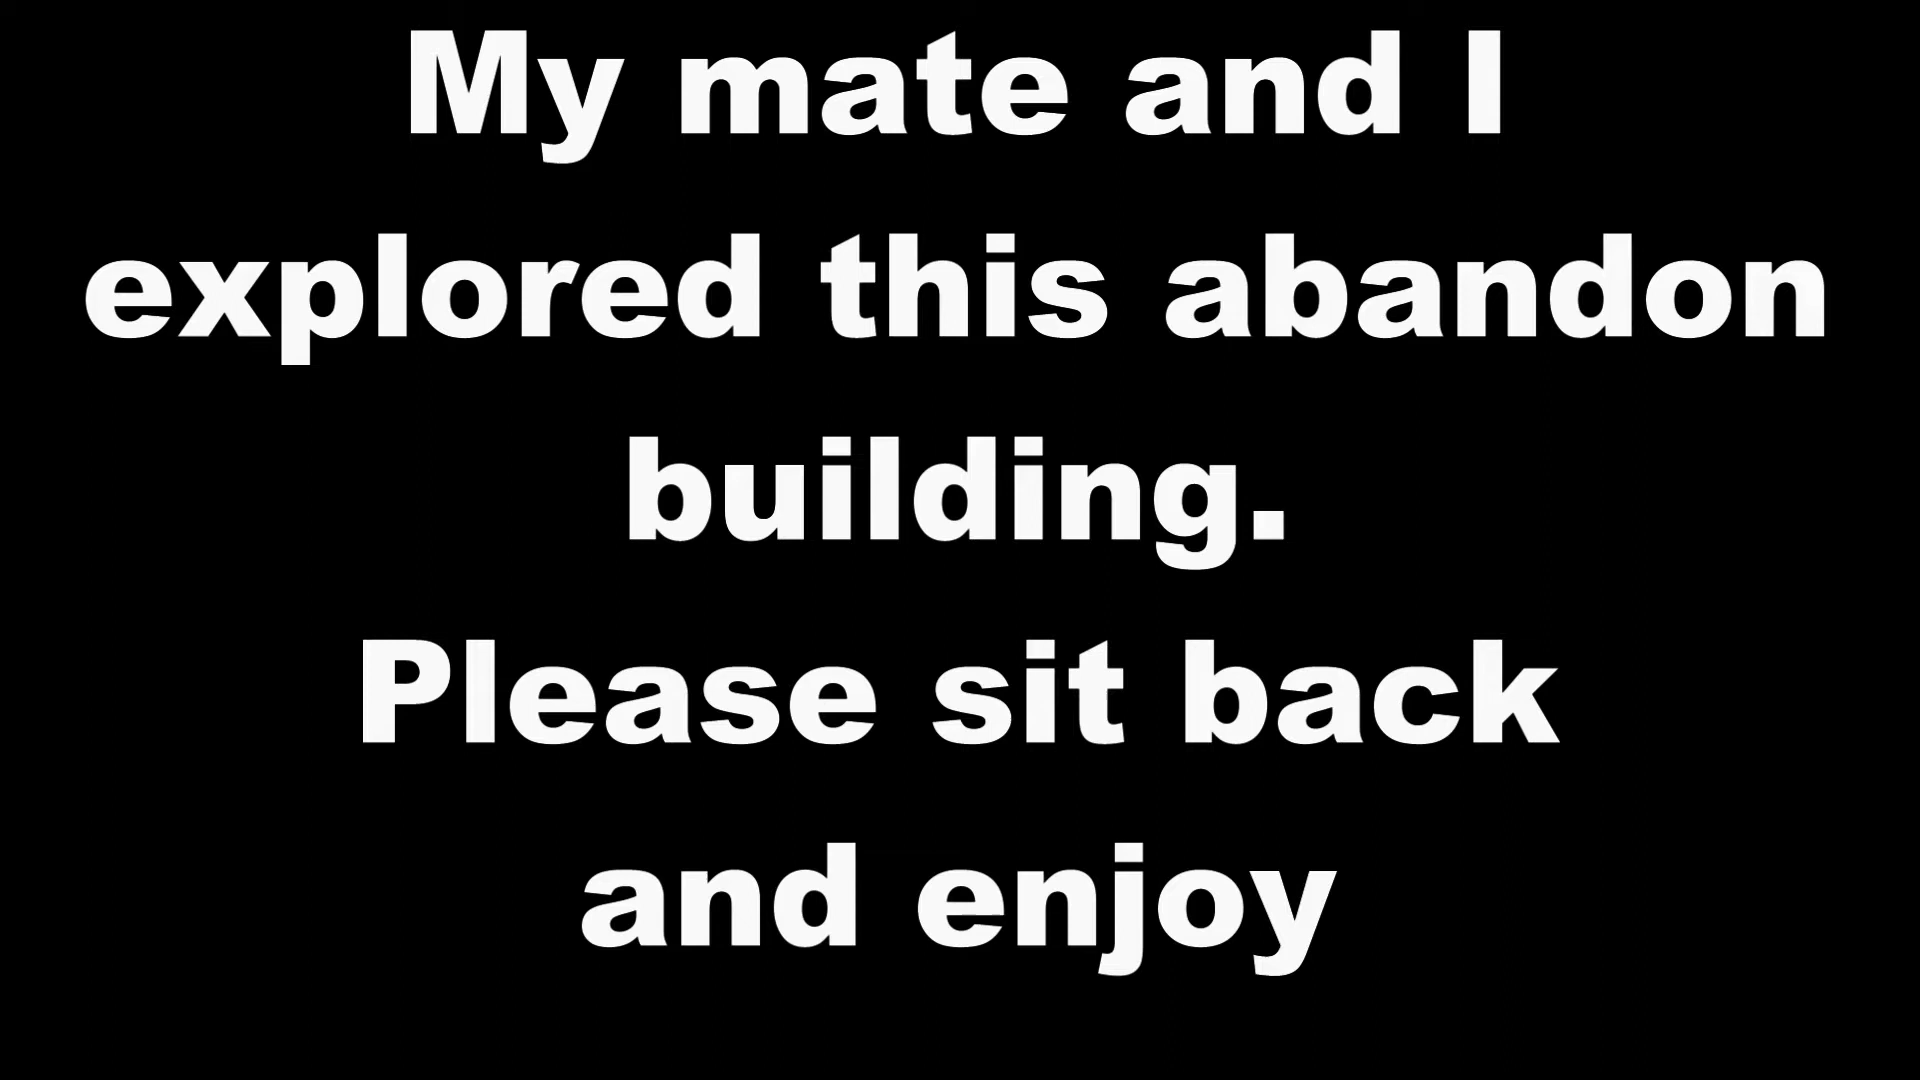 My mate and I
explored this abandon
building.
Please sit back
and enjoy